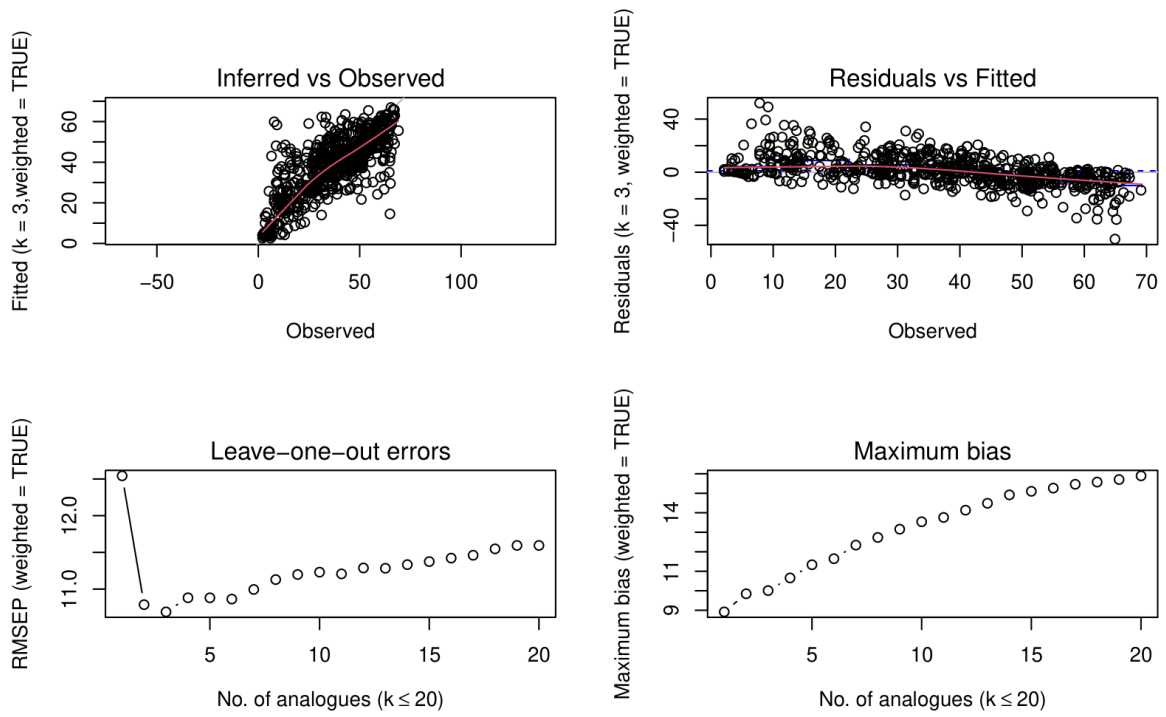 Inferred vs Observed
Fitted (k = 3,weighted = TRUE)
0 20 40 60
−50 0 50 100
Observed
Residuals vs Fitted
Residuals (k = 3, weighted = TRUE)
−40 0 40
0 10 20 30 40 50 60 70
Observed
Leave−one−out errors
RMSEP (weighted = TRUE)
11.0 12.0
5 10 15 20
No. of analogues (k ≤ 20)
Maximum bias
Maximum bias (weighted = TRUE)
9 11 14
5 10 15 20
No. of analogues (k ≤ 20)